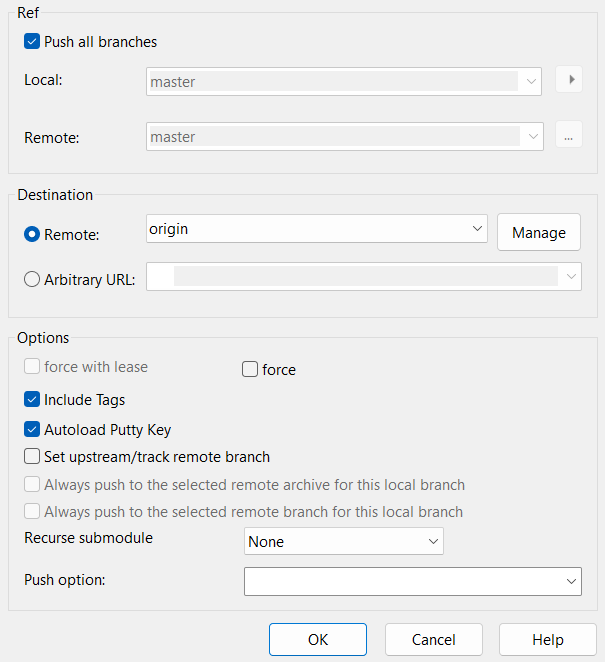 Ref
Push all branches
Local: master
Remote: master ...
Destination
Remote: origin Manage
Arbitrary URL:
Options
force with lease force
Include Tags
Autoload Putty Key
Set upstream/track remote branch
Always push to the selected remote archive for this local branch
Always push to the selected remote branch for this local branch
Recurse submodule None
Push option:
OK Cancel Help